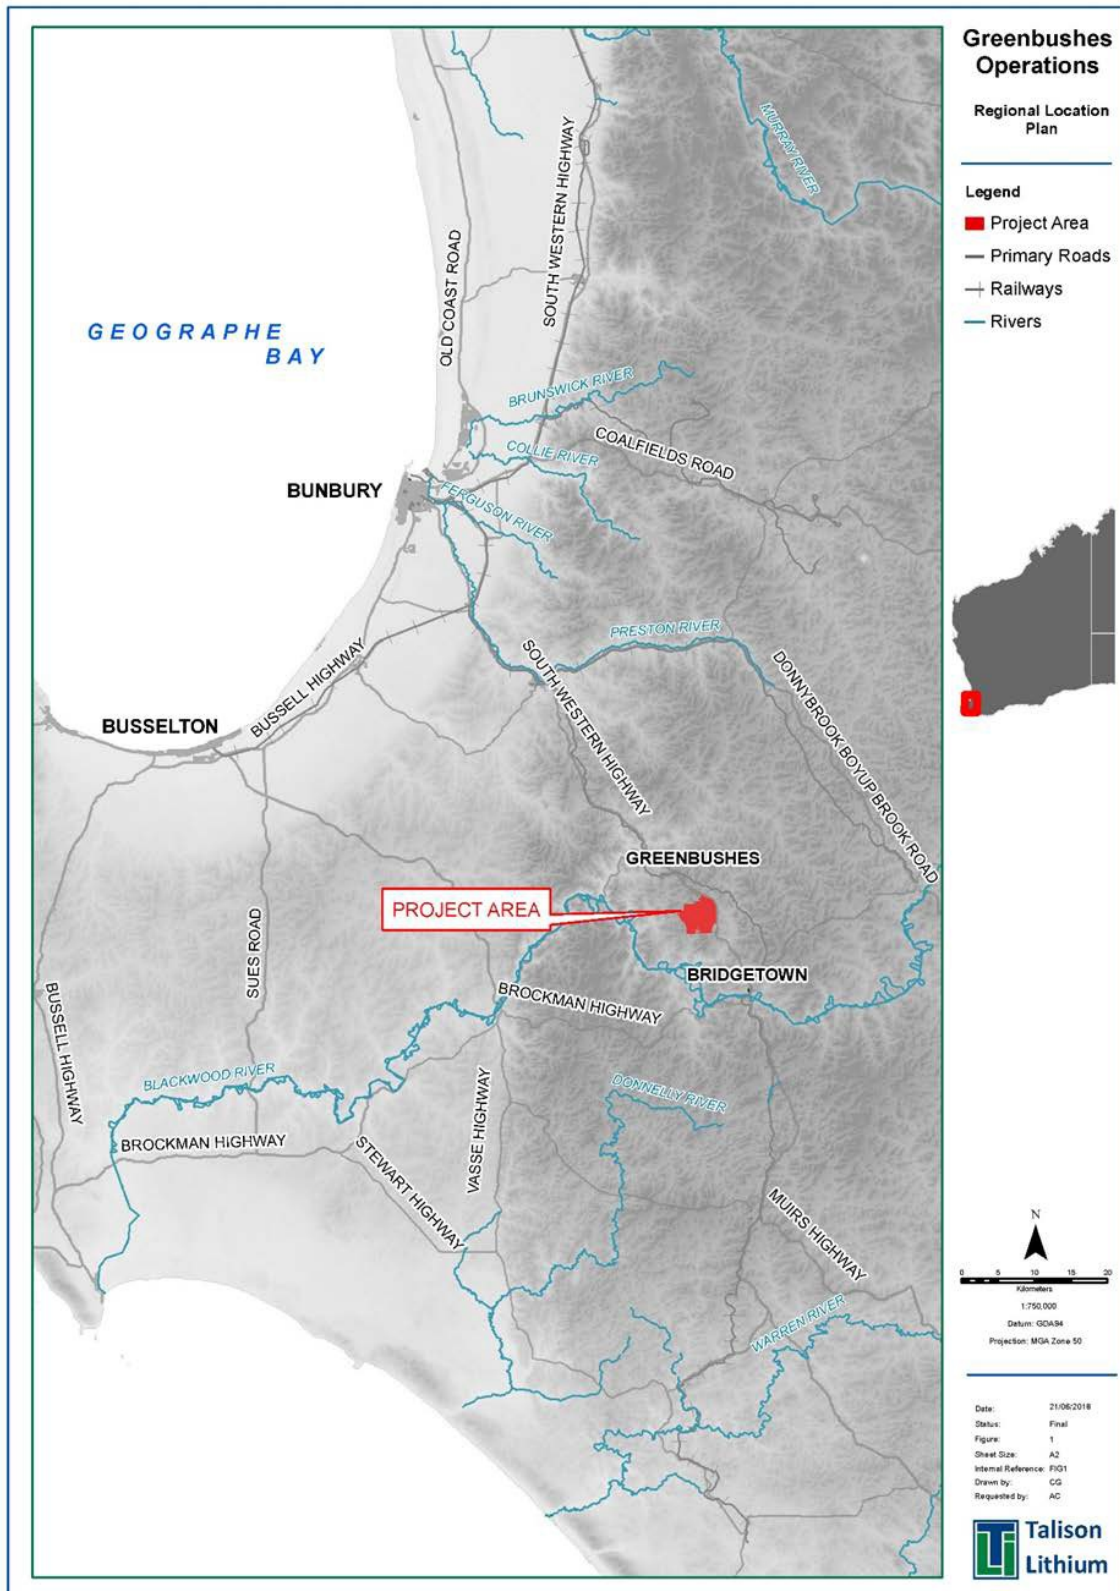 Greenbushes
Operations
Regional Location
Plan
Legend
Project Area
Primary Roads
Railways
Rivers
MURRAY RIVER
SOUTH WESTERN HIGHWAY
OLD COAST ROAD
GEOGRAPHE
BAY
BRUNSWICK RIVER
COALFIELDS ROAD
COLLIE RIVER
BUNBURY
FERGUSON RIVER
PRESTON RIVER
SOUTH WESTERN HIGHWAY
DONNYBROOK BOYUP BROOK ROAD
BUSSELL HIGHWAY
BUSSELTON
GREENBUSHES
PROJECT AREA
SUES ROAD
BRIDGETOWN
BROCKMAN HIGHWAY
BUSSELL HIGHWAY
BLACKWOOD RIVER
DONNELLY RIVER
VASSE HIGHWAY
BROCKMAN HIGHWAY
STEWART HIGHWAY
MUIRS HIGHWAY
WARREN RIVER
N
0 5 10 15 20
Kilometers
1:750,000
Datum: GDA94
Projection: MGA Zone 50
Date: 21/06/2018
Status: Final
Figure: 1
Sheet Size: A2
Internal Reference: FIG1
Drawn by: CG
Requested by: AC
Talison
Lithium